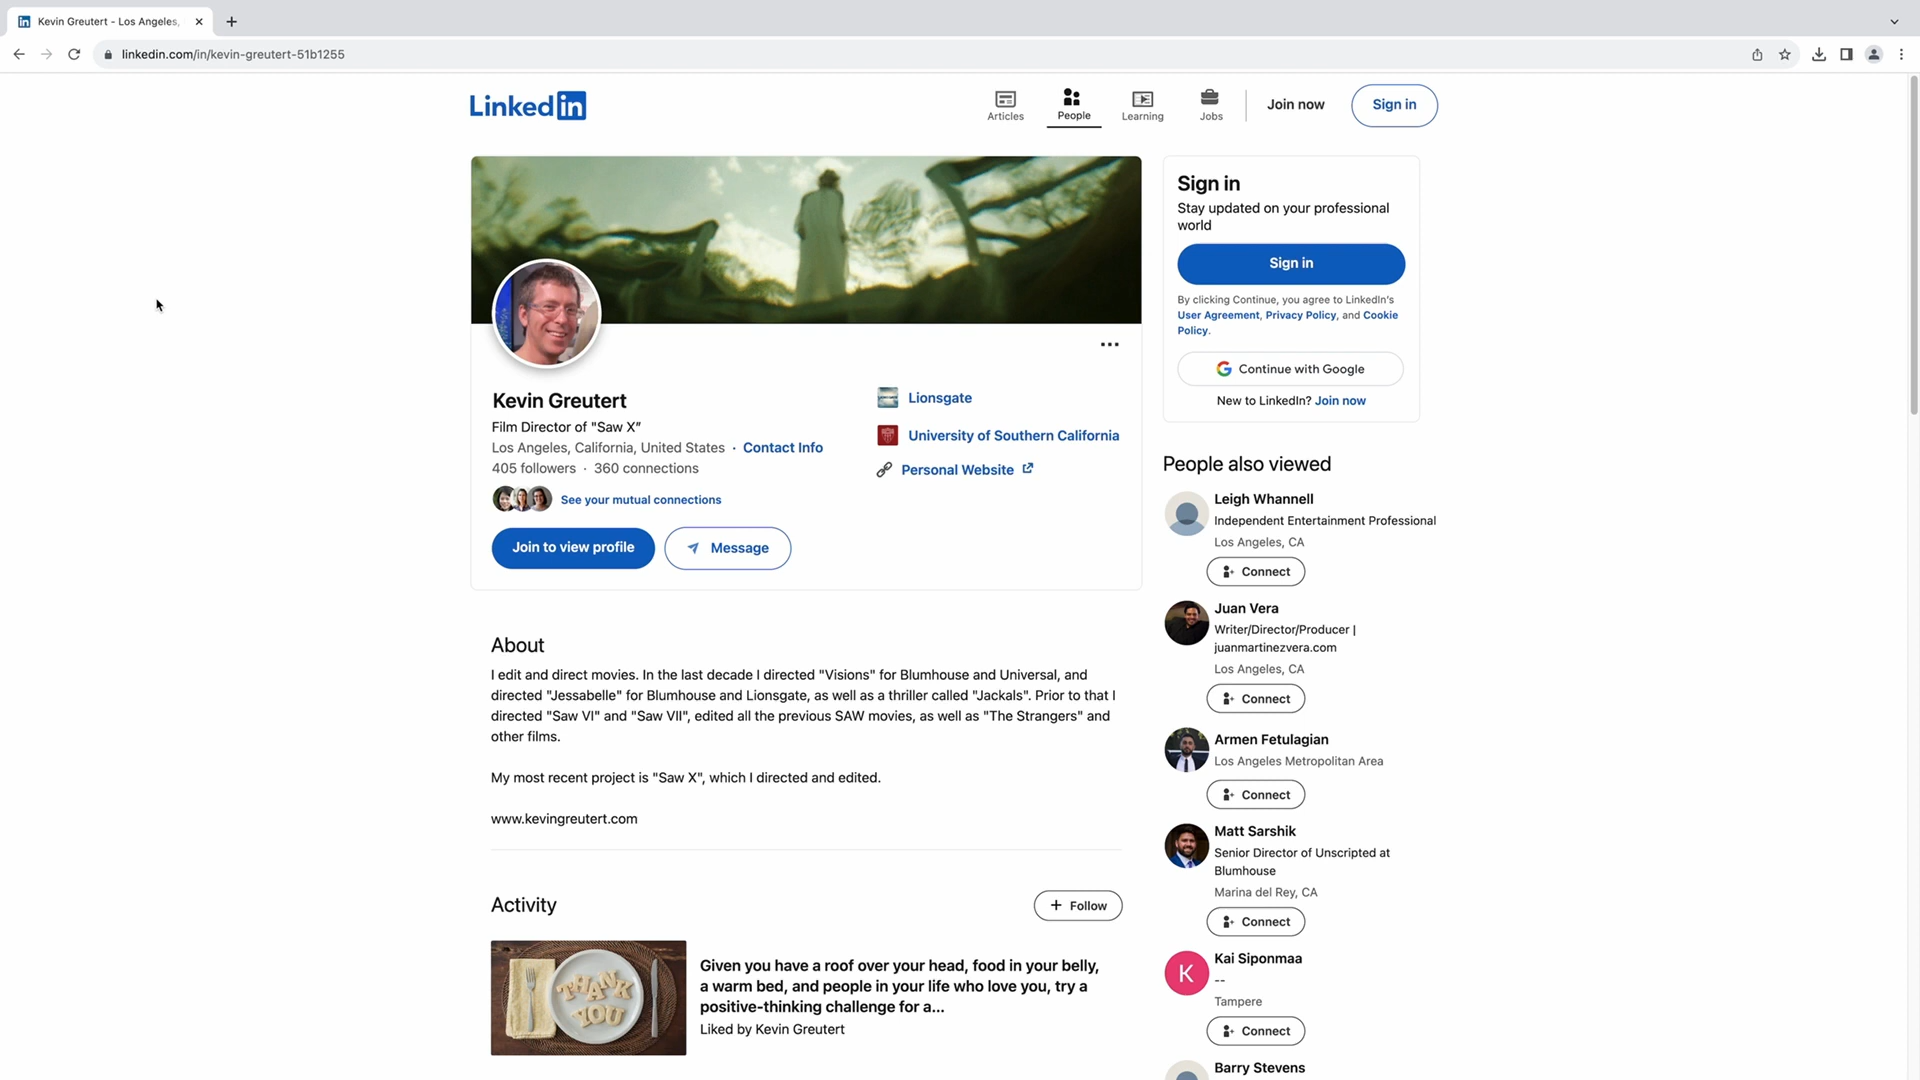 Kevin Greutert - Los Angeles,
linkedin.com/in/kevin-greutert-51b1255
Linkedin
Articles
People
Learning
Jobs
Join now
Sign in
Kevin Greutert
Film Director of "Saw X"
Los Angeles, California, United States · Contact Info
405 followers · 360 connections
See your mutual connections
Join to view profile
Message
Lionsgate
University of Southern California
Personal Website
About
I edit and direct movies. In the last decade I directed "Visions" for Blumhouse and Universal, and
directed "Jessabelle" for Blumhouse and Lionsgate, as well as a thriller called "Jackals". Prior to that I
directed "Saw VI" and "Saw VII", edited all the previous SAW movies, as well as "The Strangers" and
other films.
My most recent project is "Saw X", which I directed and edited.
www.kevingreutert.com
Activity
Follow
THANK
YOU
Given you have a roof over your head, food in your belly,
a warm bed, and people in your life who love you, try a
positive-thinking challenge for a...
Liked by Kevin Greutert
Sign in
Stay updated on your professional
world
Sign in
By clicking Continue, you agree to LinkedIn's
User Agreement, Privacy Policy, and Cookie
Policy.
Continue with Google
New to LinkedIn? Join now
People also viewed
Leigh Whannell
Independent Entertainment Professional
Los Angeles, CA
Connect
Juan Vera
Writer/Director/Producer |
juanmartinezvera.com
Los Angeles, CA
Connect
Armen Fetulagian
Los Angeles Metropolitan Area
Connect
Matt Sarshik
Senior Director of Unscripted at
Blumhouse
Marina del Rey, CA
Connect
K
Kai Siponmaa
--
Tampere
Connect
Barry Stevens